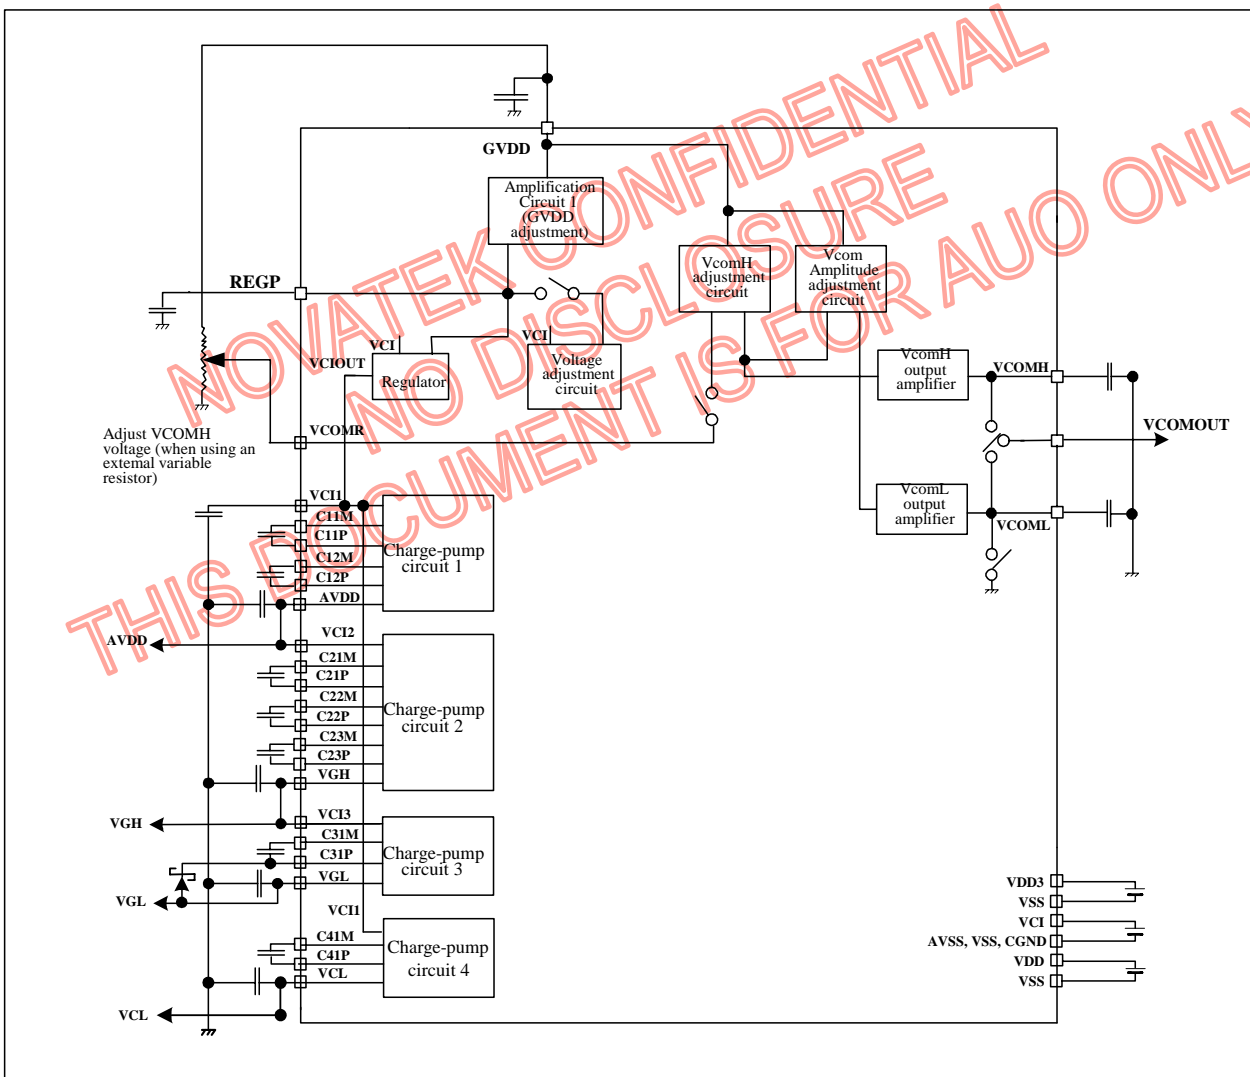 NOVATEK CONFIDENTIAL
NO DISCLOSURE
THIS DOCUMENT IS FOR AUO ONLY
GVDD
Amplification
Circuit 1
(GVDD
adjustment)
REGP
VcomH
adjustment
circuit
Vcom
Amplitude
adjustment
circuit
VCI
VCIOUT
Regulator
VCI
Voltage
adjustment
circuit
VcomH
output
amplifier
VCOMH
VCOMOUT
VCOMR
Adjust VCOMH
voltage (when using an
external variable
resistor)
VcomL
output
amplifier
VCOML
VCI1
C11M
C11P
C12M
C12P
AVDD
Charge-pump
circuit 1
AVDD
VCI2
C21M
C21P
C22M
C22P
C23M
C23P
VGH
Charge-pump
circuit 2
VGH
VCI3
C31M
C31P
VGL
Charge-pump
circuit 3
VGL
VCI1
C41M
C41P
VCL
Charge-pump
circuit 4
VCL
VDD3
VSS
VCI
AVSS, VSS, CGND
VDD
VSS